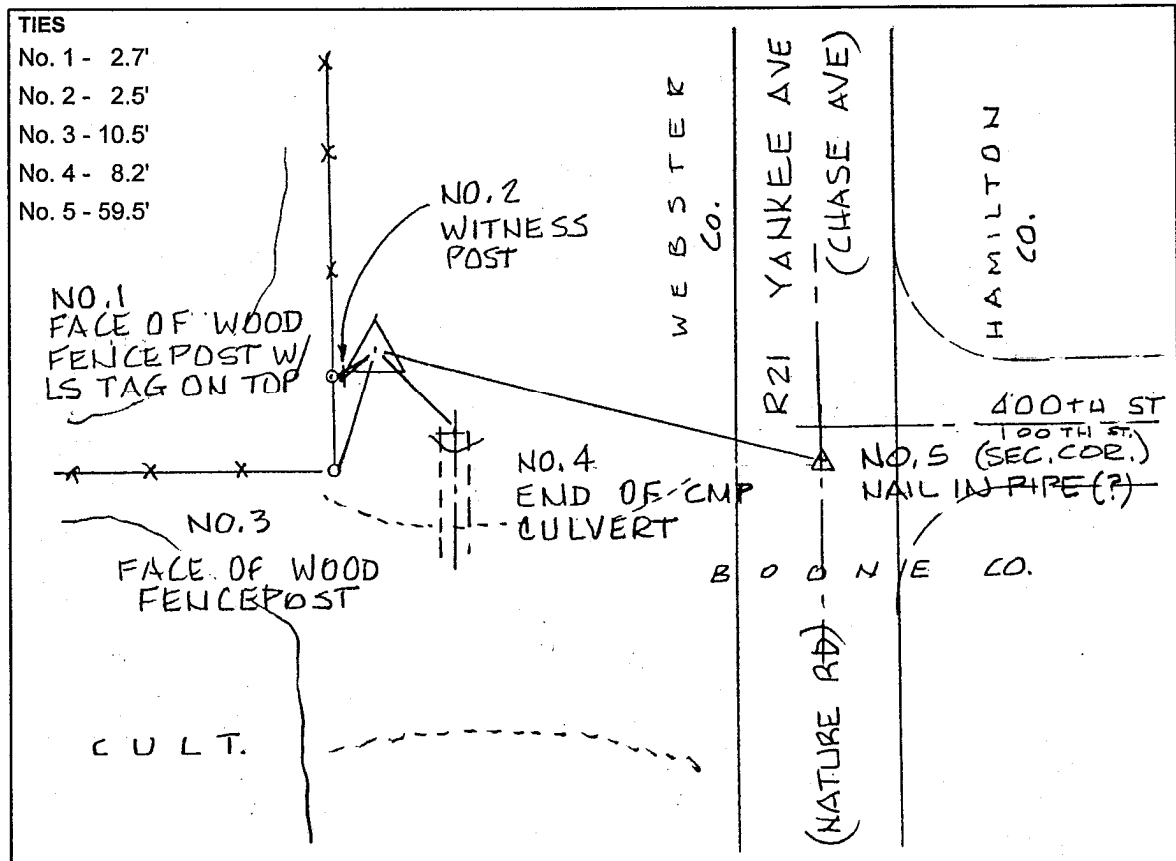 TIES
No. 1 - 2.7'
No. 2 - 2.5'
No. 3 - 10.5'
No. 4 - 8.2'
No. 5 - 59.5'
NO. 2
WITNESS
POST
NO. 1
FACE OF WOOD
FENCEPOST W/
LS TAG ON TOP
WEBSTER
CO.
R21 YANKEE AVE
(CHASE AVE)
HAMILTON
CO.
400TH ST
100TH ST.
NO. 5 (SEC. COR.)
NAIL IN PIPE (?)
NO. 4
END OF CMP
CULVERT
NO. 3
FACE OF WOOD
FENCEPOST
BOONE CO.
(NATURE RD)
CULT.